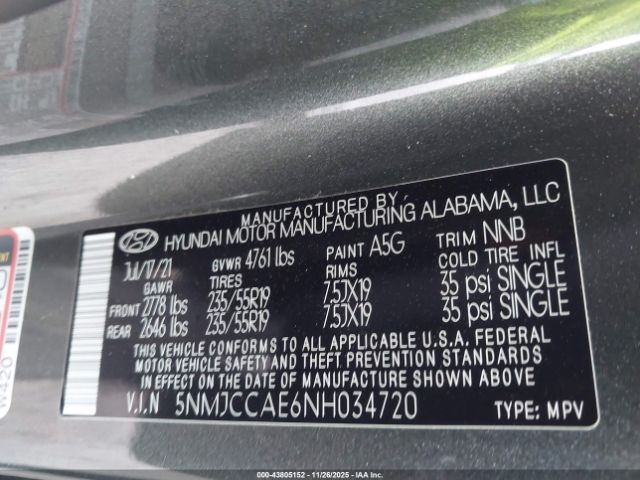 MANUFACTURED BY:
HYUNDAI MOTOR MANUFACTURING ALABAMA, LLC
Jul/17/21 GVWR 4761 lbs PAINT A5G TRIM NNB
GAWR TIRES RIMS COLD TIRE INFL
FRONT 2778 lbs 235/55R19 7.5JX19 35 psi SINGLE
REAR 2646 lbs 235/55R19 7.5JX19 35 psi SINGLE
THIS VEHICLE CONFORMS TO ALL APPLICABLE U.S.A. FEDERAL
MOTOR VEHICLE SAFETY AND THEFT PREVENTION STANDARDS
IN EFFECT ON THE DATE OF MANUFACTURE SHOWN ABOVE.
V.I.N 5NMJCCAE6NH034720 TYPE: MPV
W420
000-43805152 | 11/26/2025 - IAA Inc.